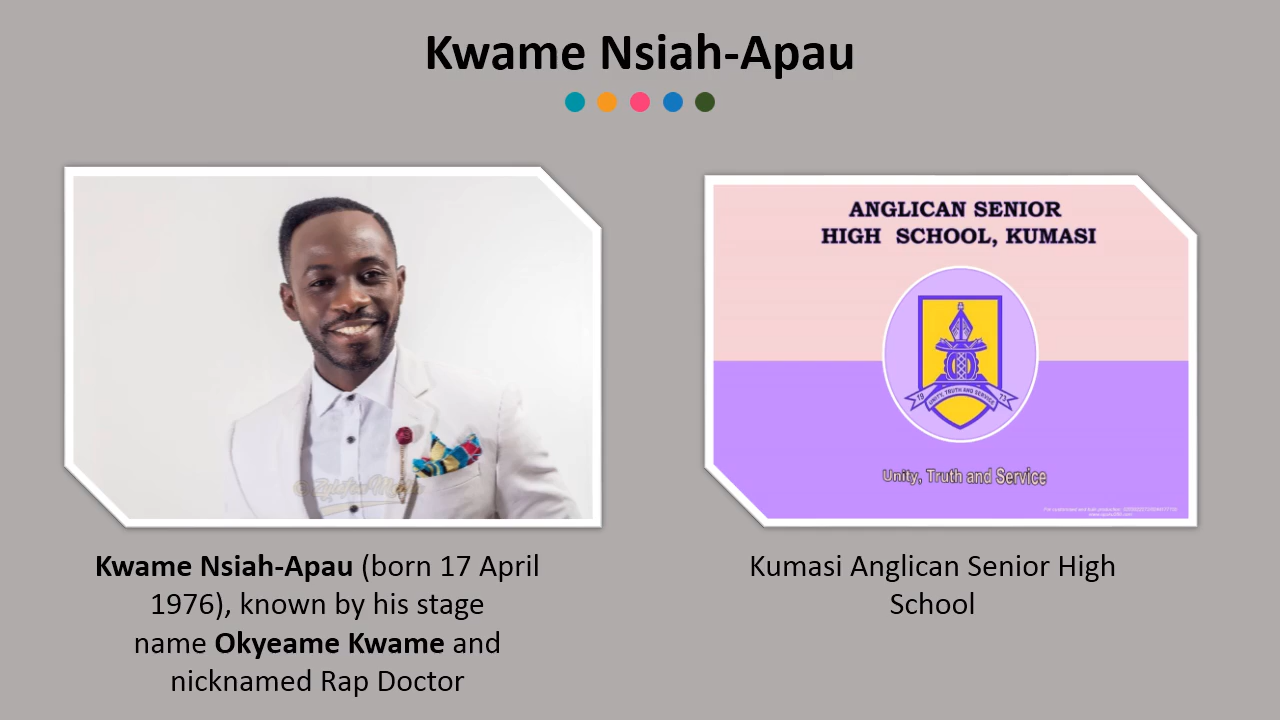 Kwame Nsiah-Apau
ANGLICAN SENIOR
HIGH SCHOOL, KUMASI
19 73
UNITY, TRUTH AND SERVICE
Unity, Truth and Service
Kwame Nsiah-Apau (born 17 April
1976), known by his stage
name Okyeame Kwame and
nicknamed Rap Doctor
Kumasi Anglican Senior High
School